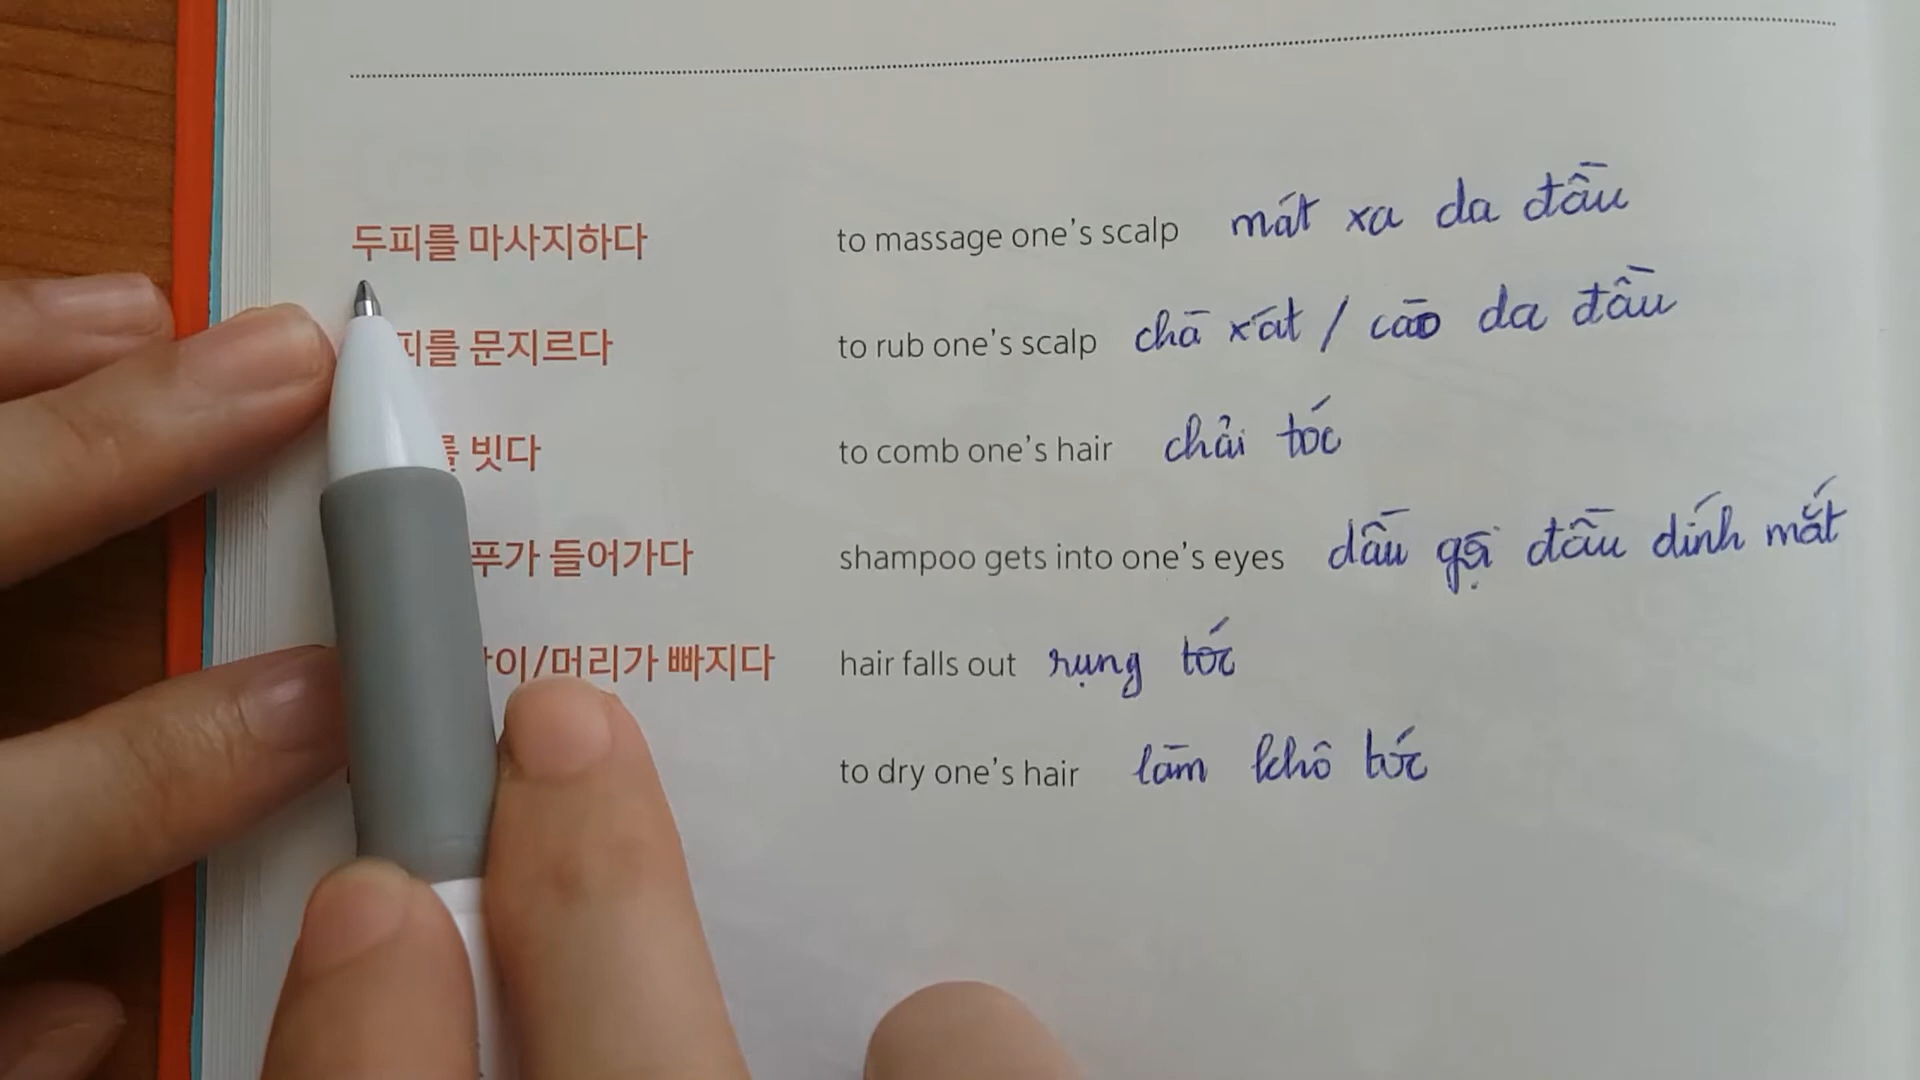 두피를 마사지하다 to massage one's scalp mát xa da đầu
피를 문지르다 to rub one's scalp chà xát / cào da đầu
를 빗다 to comb one's hair chải tóc
푸가 들어가다 shampoo gets into one's eyes dầu gội đầu dính mắt
이/머리가 빠지다 hair falls out rụng tóc
to dry one's hair làm khô tóc